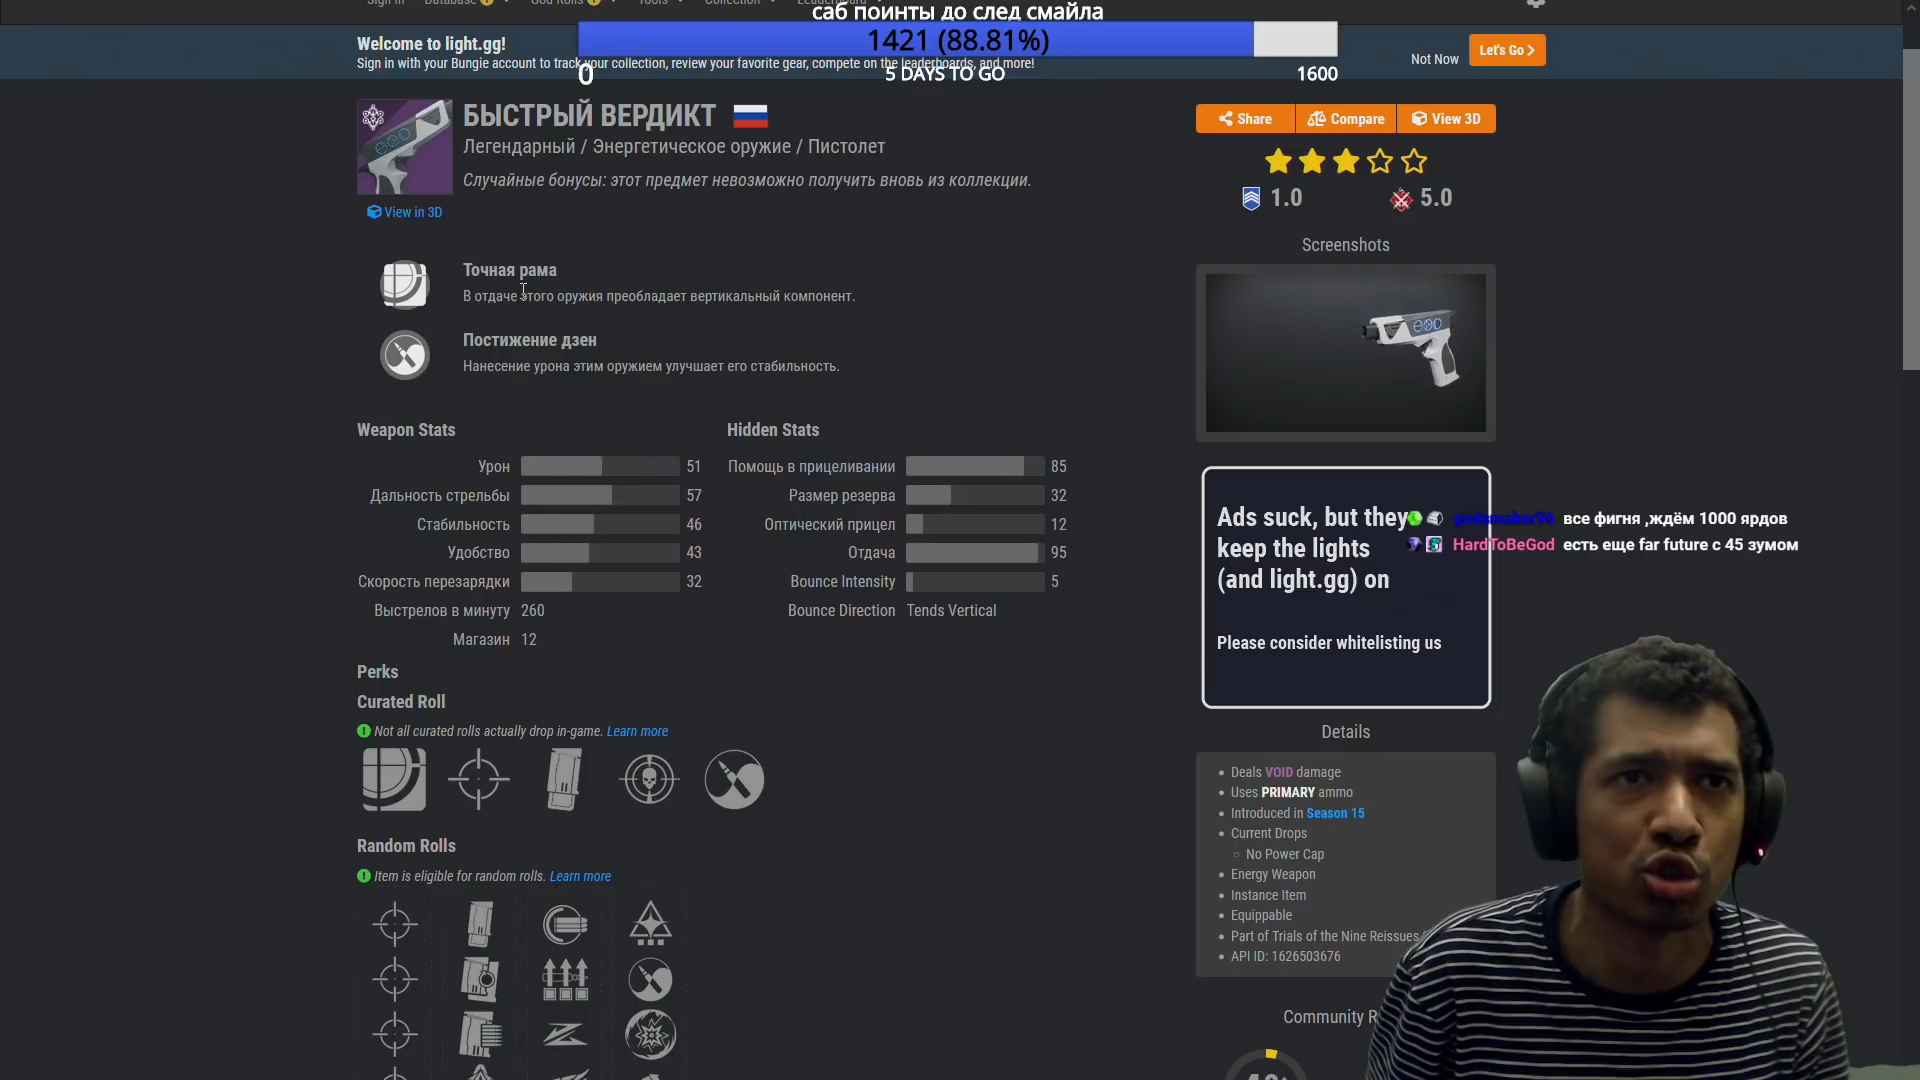 Sign in
Database
God Rolls
Tools
Collection
Leaderboard
саб поинты до след смайла
1421 (88.81%)
0
5 DAYS TO GO
1600
Welcome to light.gg!
Sign in with your Bungie account to track your collection, review your favorite gear, compete on the leaderboards, and more!
Not Now
Let's Go
БЫСТРЫЙ ВЕРДИКТ
Легендарный / Энергетическое оружие / Пистолет
Случайные бонусы: этот предмет невозможно получить вновь из коллекции.
View in 3D
Share
Compare
View 3D
1.0
5.0
Точная рама
В отдаче этого оружия преобладает вертикальный компонент.
Постижение дзен
Нанесение урона этим оружием улучшает его стабильность.
Weapon Stats
Урон 51
Дальность стрельбы 57
Стабильность 46
Удобство 43
Скорость перезарядки 32
Выстрелов в минуту 260
Магазин 12
Hidden Stats
Помощь в прицеливании 85
Размер резерва 32
Оптический прицел 12
Отдача 95
Bounce Intensity 5
Bounce Direction Tends Vertical
Perks
Curated Roll
Not all curated rolls actually drop in-game. Learn more
Random Rolls
Item is eligible for random rolls. Learn more
Screenshots
Ads suck, but they
keep the lights
(and light.gg) on
Please consider whitelisting us
godsmaker96 все фигня ,ждём 1000 ярдов
HardToBeGod есть еще far future с 45 зумом
Details
Deals VOID damage
Uses PRIMARY ammo
Introduced in Season 15
Current Drops
No Power Cap
Energy Weapon
Instance Item
Equippable
Part of Trials of the Nine Reissues
API ID: 1626503676
Community R